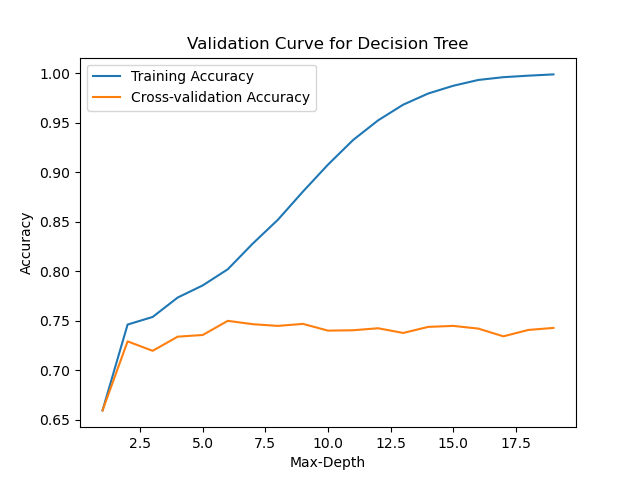 Validation Curve for Decision Tree
Training Accuracy
Cross-validation Accuracy
1.00
0.95
0.90
0.85
0.80
0.75
0.70
0.65
Accuracy
2.5 5.0 7.5 10.0 12.5 15.0 17.5
Max-Depth